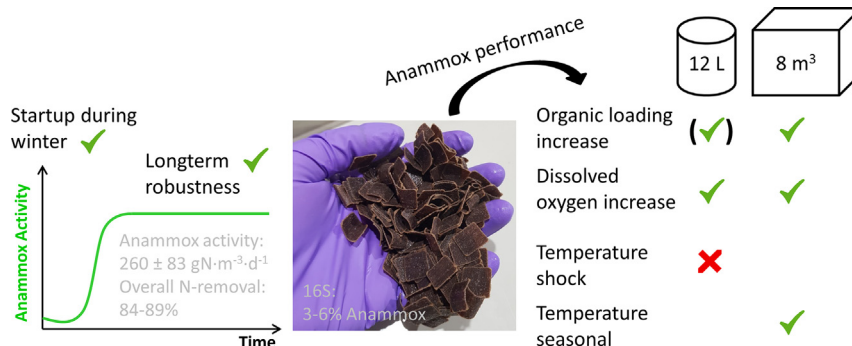 Startup during
winter
Longterm
robustness
Anammox Activity
Anammox activity:
260 ± 83 gN·m⁻³·d⁻¹
Overall N-removal:
84-89%
Time
16S:
3-6% Anammox
Anammox performance
12 L
8 m³
Organic loading
increase
(✓)
Dissolved
oxygen increase
Temperature
shock
Temperature
seasonal